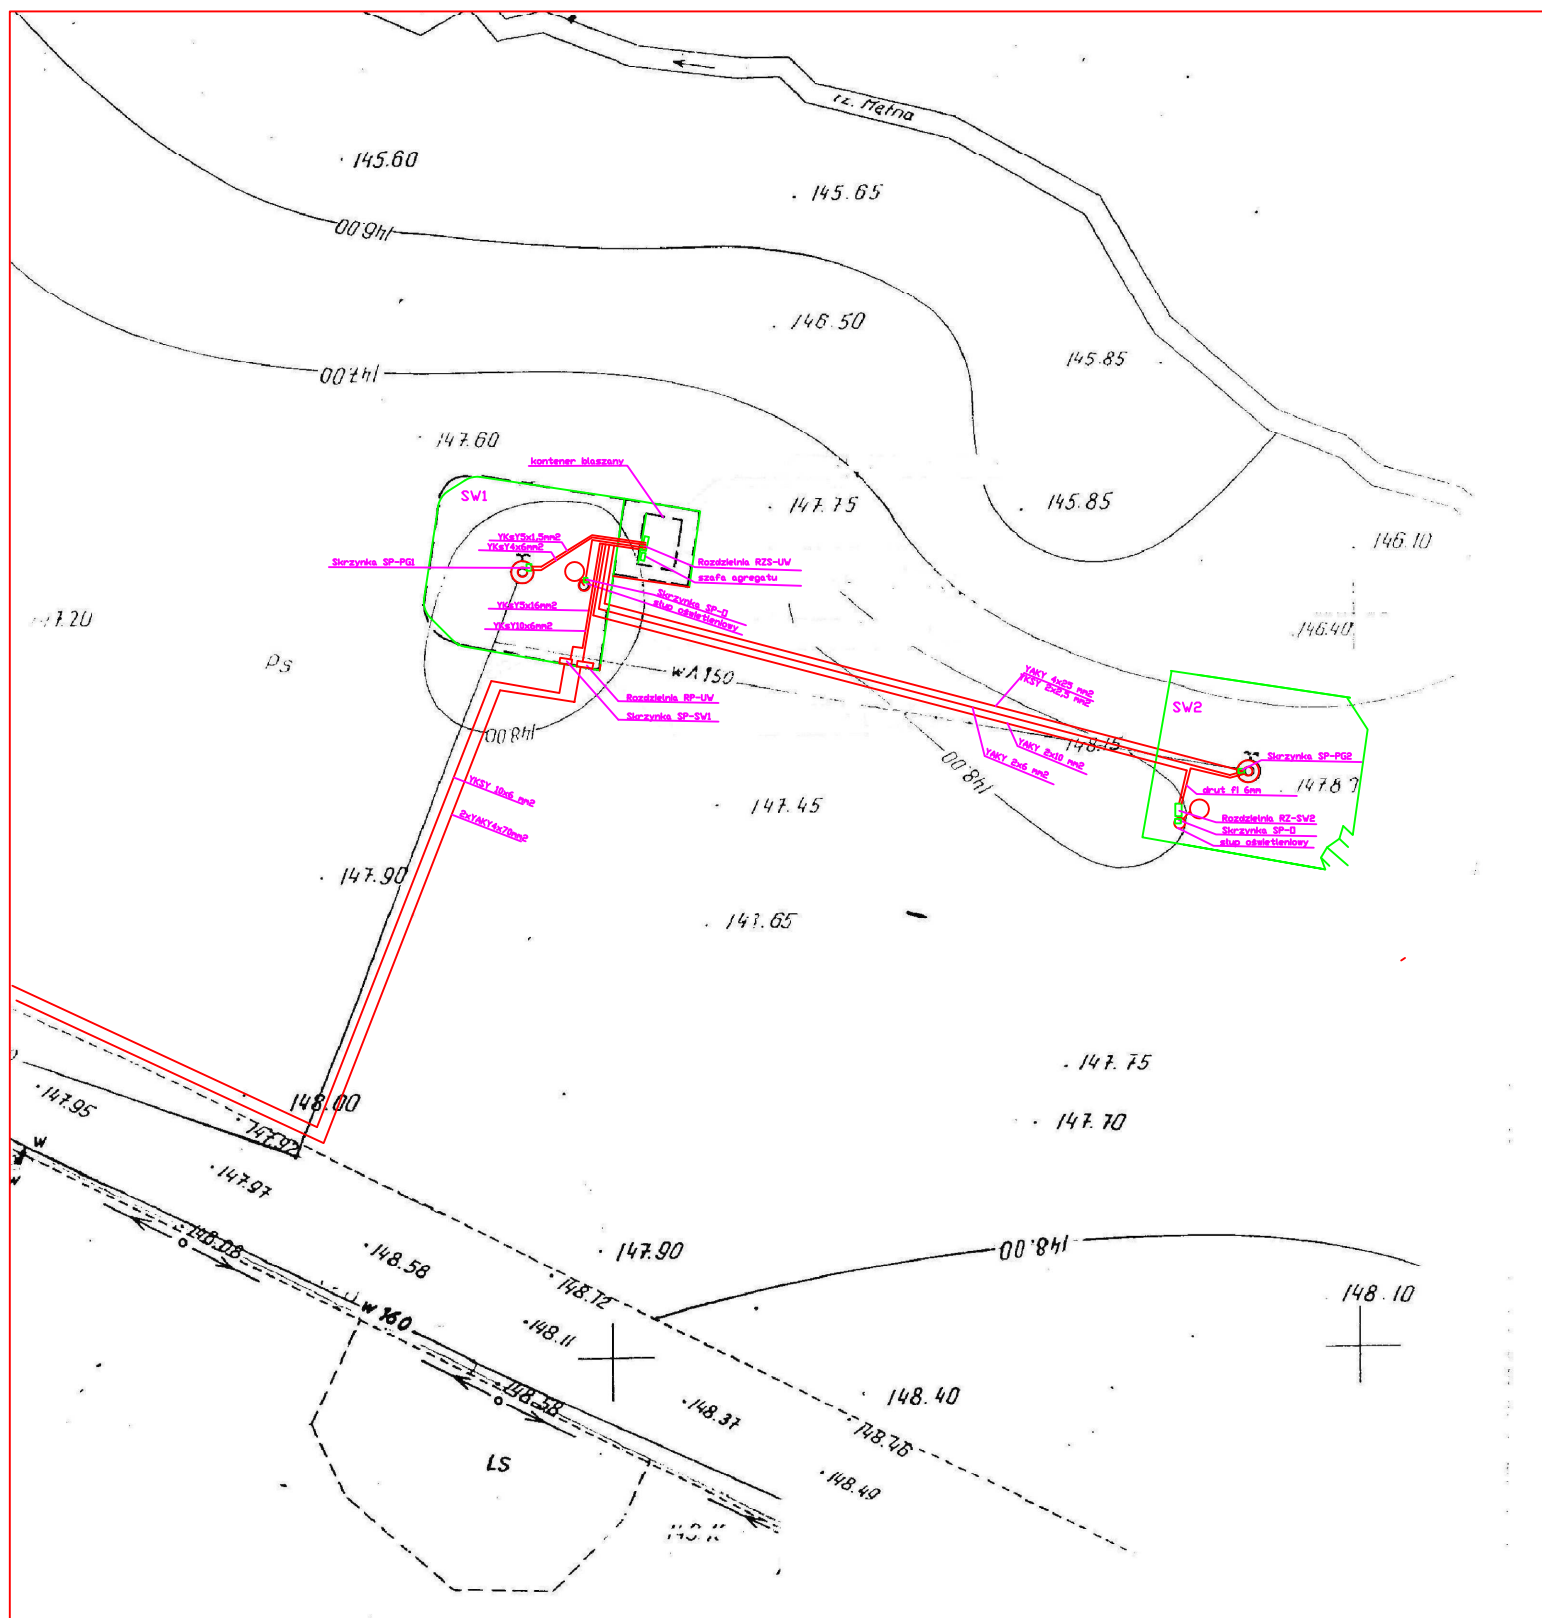 rz. Mętna
145.60
145.65
146.00
146.50
147.00
145.85
147.60
kontener blaszany
SW1
147.75
145.85
YKsY5x1,5mm2
YKsY4x6mm2
146.10
Skrzynka SP-PG1
Rozdzielnia RZS-UW
szafa agregatu
Skrzynka SP-O
słup oświetleniowy
YKsY5x16mm2
147.20
YKsY10x6mm2
146.40
Ps
WA150
YAKY 4x25 mm2
YKSY 2x2,5 mm2
Rozdzielnia RP-UW
SW2
Skrzynka SP-SW1
148.00
YAKY 2x10 mm2
148.15
YAKY 2x6 mm2
Skrzynka SP-PG2
148.00
147.8
drut fi 6mm
YKSY 10x6 mm2
147.45
2xYAKY4x70mm2
Rozdzielnia RZ-SW2
Skrzynka SP-O
słup oświetleniowy
147.90
65
147.75
147.95
148.00
147.70
147.92
w
w
147.97
148.08
148.58
147.90
148.00
148.12
148.10
w 160
148.11
148.58
148.40
148.37
148.46
LS
148.49